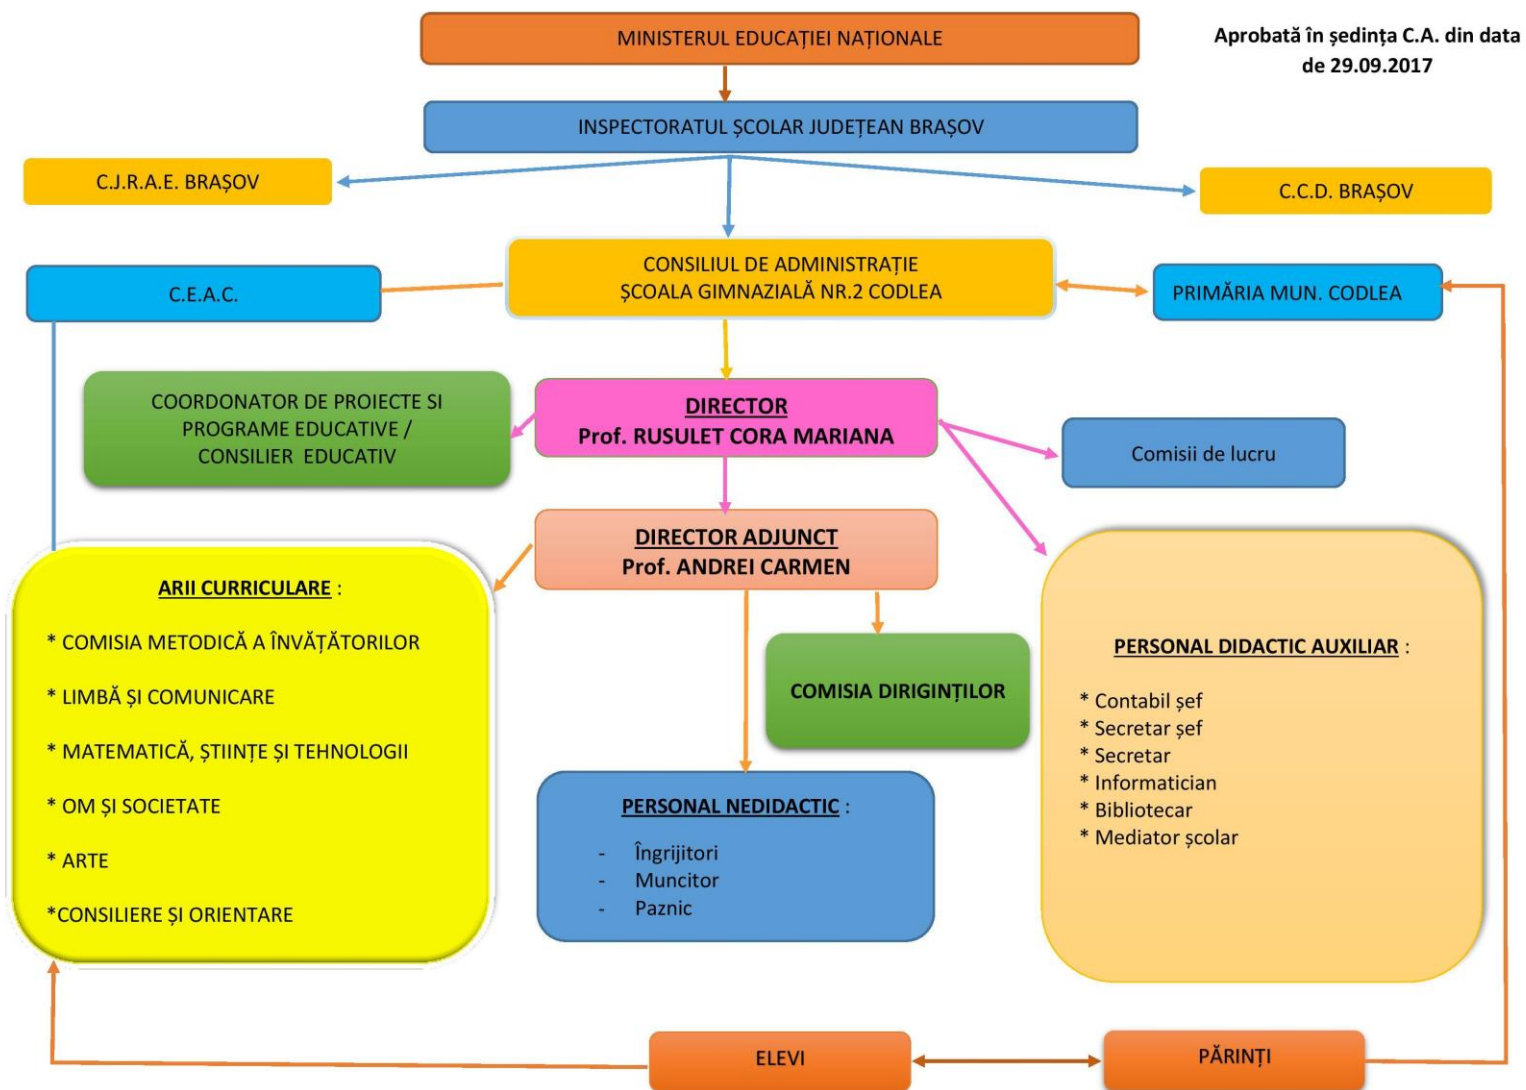 MINISTERUL EDUCAȚIEI NAȚIONALE
Aprobată în ședința C.A. din data
de 29.09.2017
INSPECTORATUL ȘCOLAR JUDEȚEAN BRAȘOV
C.J.R.A.E. BRAȘOV
C.C.D. BRAȘOV
CONSILIUL DE ADMINISTRAȚIE
ȘCOALA GIMNAZIALĂ NR.2 CODLEA
C.E.A.C.
PRIMĂRIA MUN. CODLEA
COORDONATOR DE PROIECTE SI
PROGRAME EDUCATIVE /
CONSILIER EDUCATIV
DIRECTOR
Prof. RUSULET CORA MARIANA
Comisii de lucru
DIRECTOR ADJUNCT
Prof. ANDREI CARMEN
ARII CURRICULARE :
* COMISIA METODICĂ A ÎNVĂȚĂTORILOR
* LIMBĂ ȘI COMUNICARE
* MATEMATICĂ, ȘTIINȚE ȘI TEHNOLOGII
* OM ȘI SOCIETATE
* ARTE
*CONSILIERE ȘI ORIENTARE
COMISIA DIRIGINȚILOR
PERSONAL NEDIDACTIC :
- Îngrijitori
- Muncitor
- Paznic
PERSONAL DIDACTIC AUXILIAR :
* Contabil șef
* Secretar șef
* Secretar
* Informatician
* Bibliotecar
* Mediator școlar
ELEVI
PĂRINȚI